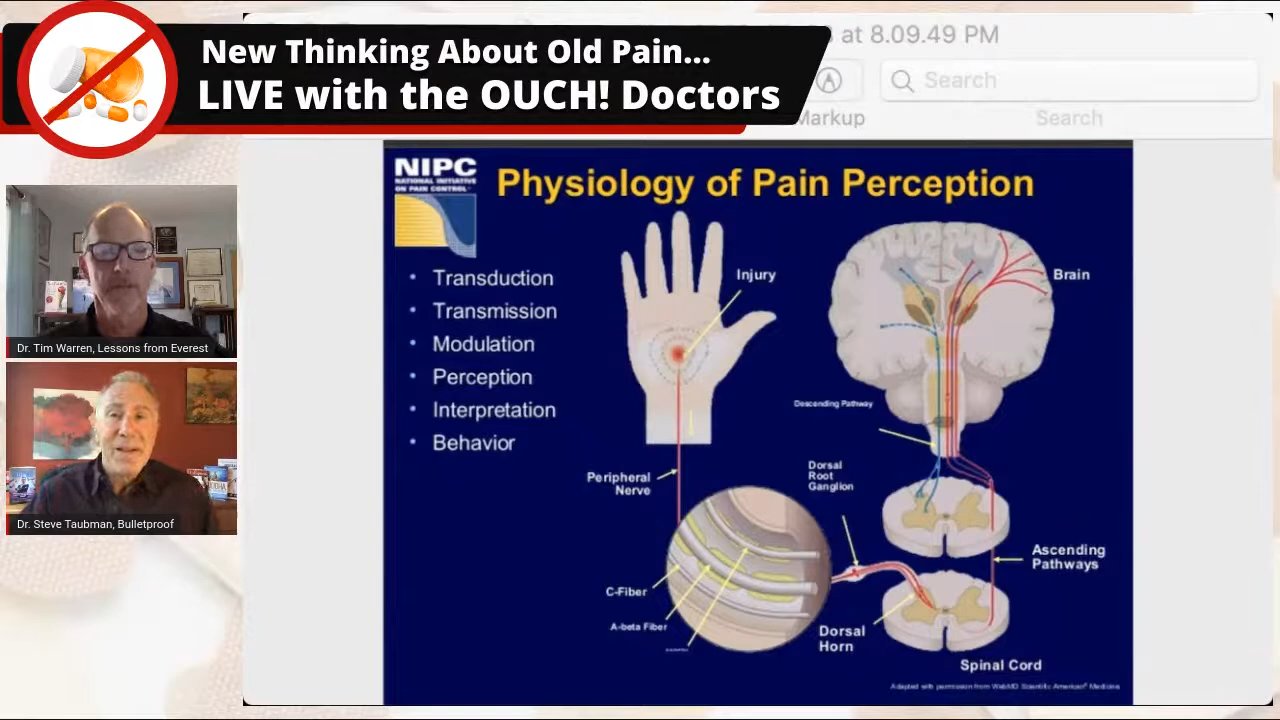 New Thinking About Old Pain...
LIVE with the OUCH! Doctors
at 8.09.49 PM
Search
Markup
Search
NIPC
NATIONAL INITIATIVE
ON PAIN CONTROL
Physiology of Pain Perception
• Transduction
• Transmission
• Modulation
• Perception
• Interpretation
• Behavior
Injury
Brain
Descending Pathway
Peripheral
Nerve
Dorsal
Root
Ganglion
C-Fiber
A-beta Fiber
Dorsal
Horn
Ascending
Pathways
Spinal Cord
Adapted with permission from WebMD Scientific American® Medicine
Dr. Tim Warren, Lessons from Everest
Dr. Steve Taubman, Bulletproof